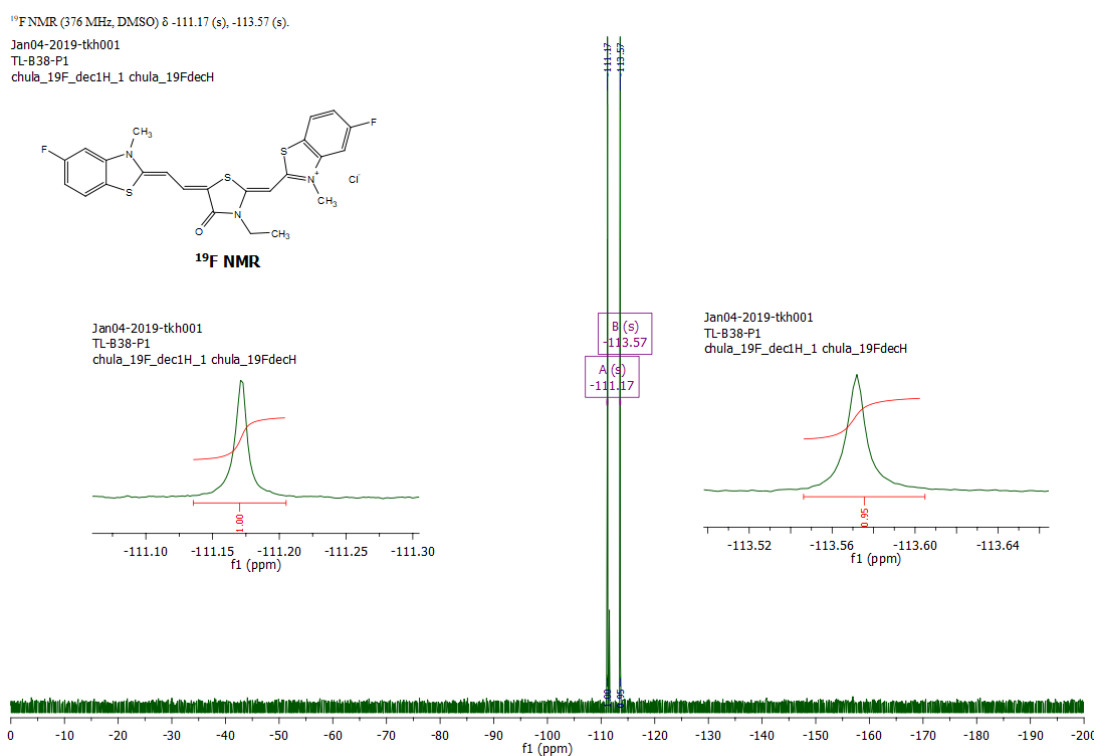 ¹⁹F NMR (376 MHz, DMSO) δ -111.17 (s), -113.57 (s).
Jan04-2019-tkh001
TL-B38-P1
chula_19F_dec1H_1 chula_19FdecH
-111.17
-113.57
F
CH₃
N
S
S
O
N
CH₃
S
N⁺
CH₃
F
Cl⁻
¹⁹F NMR
B (s)
-113.57
A (s)
-111.17
Jan04-2019-tkh001
TL-B38-P1
chula_19F_dec1H_1 chula_19FdecH
1.00
-111.10 -111.15 -111.20 -111.25 -111.30
f1 (ppm)
Jan04-2019-tkh001
TL-B38-P1
chula_19F_dec1H_1 chula_19FdecH
0.95
-113.52 -113.56 -113.60 -113.64
f1 (ppm)
1.00
0.95
0 -10 -20 -30 -40 -50 -60 -70 -80 -90 -100 -110 -120 -130 -140 -150 -160 -170 -180 -190 -200
f1 (ppm)